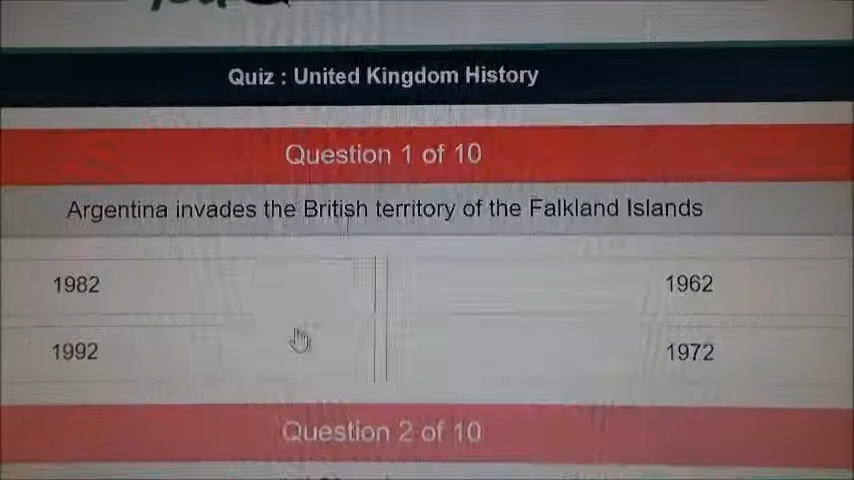 Quiz : United Kingdom History
Question 1 of 10
Argentina invades the British territory of the Falkland Islands
1982 1962
1992 1972
Question 2 of 10